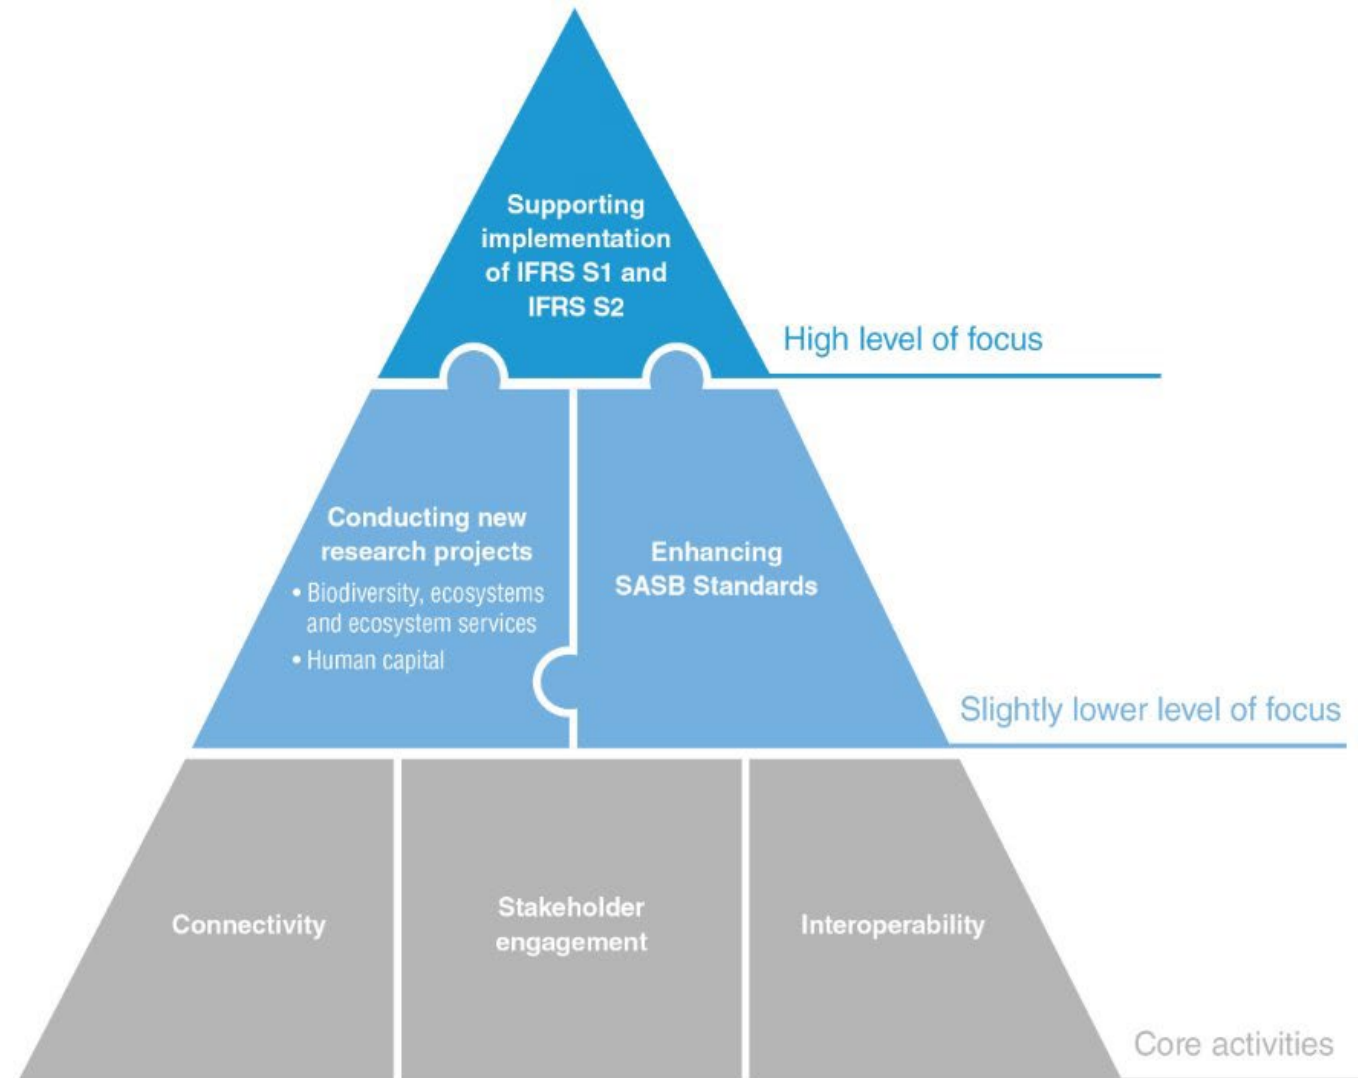 Supporting
implementation
of IFRS S1 and
IFRS S2
High level of focus
Conducting new
research projects
• Biodiversity, ecosystems
and ecosystem services
• Human capital
Enhancing
SASB Standards
Slightly lower level of focus
Connectivity
Stakeholder
engagement
Interoperability
Core activities